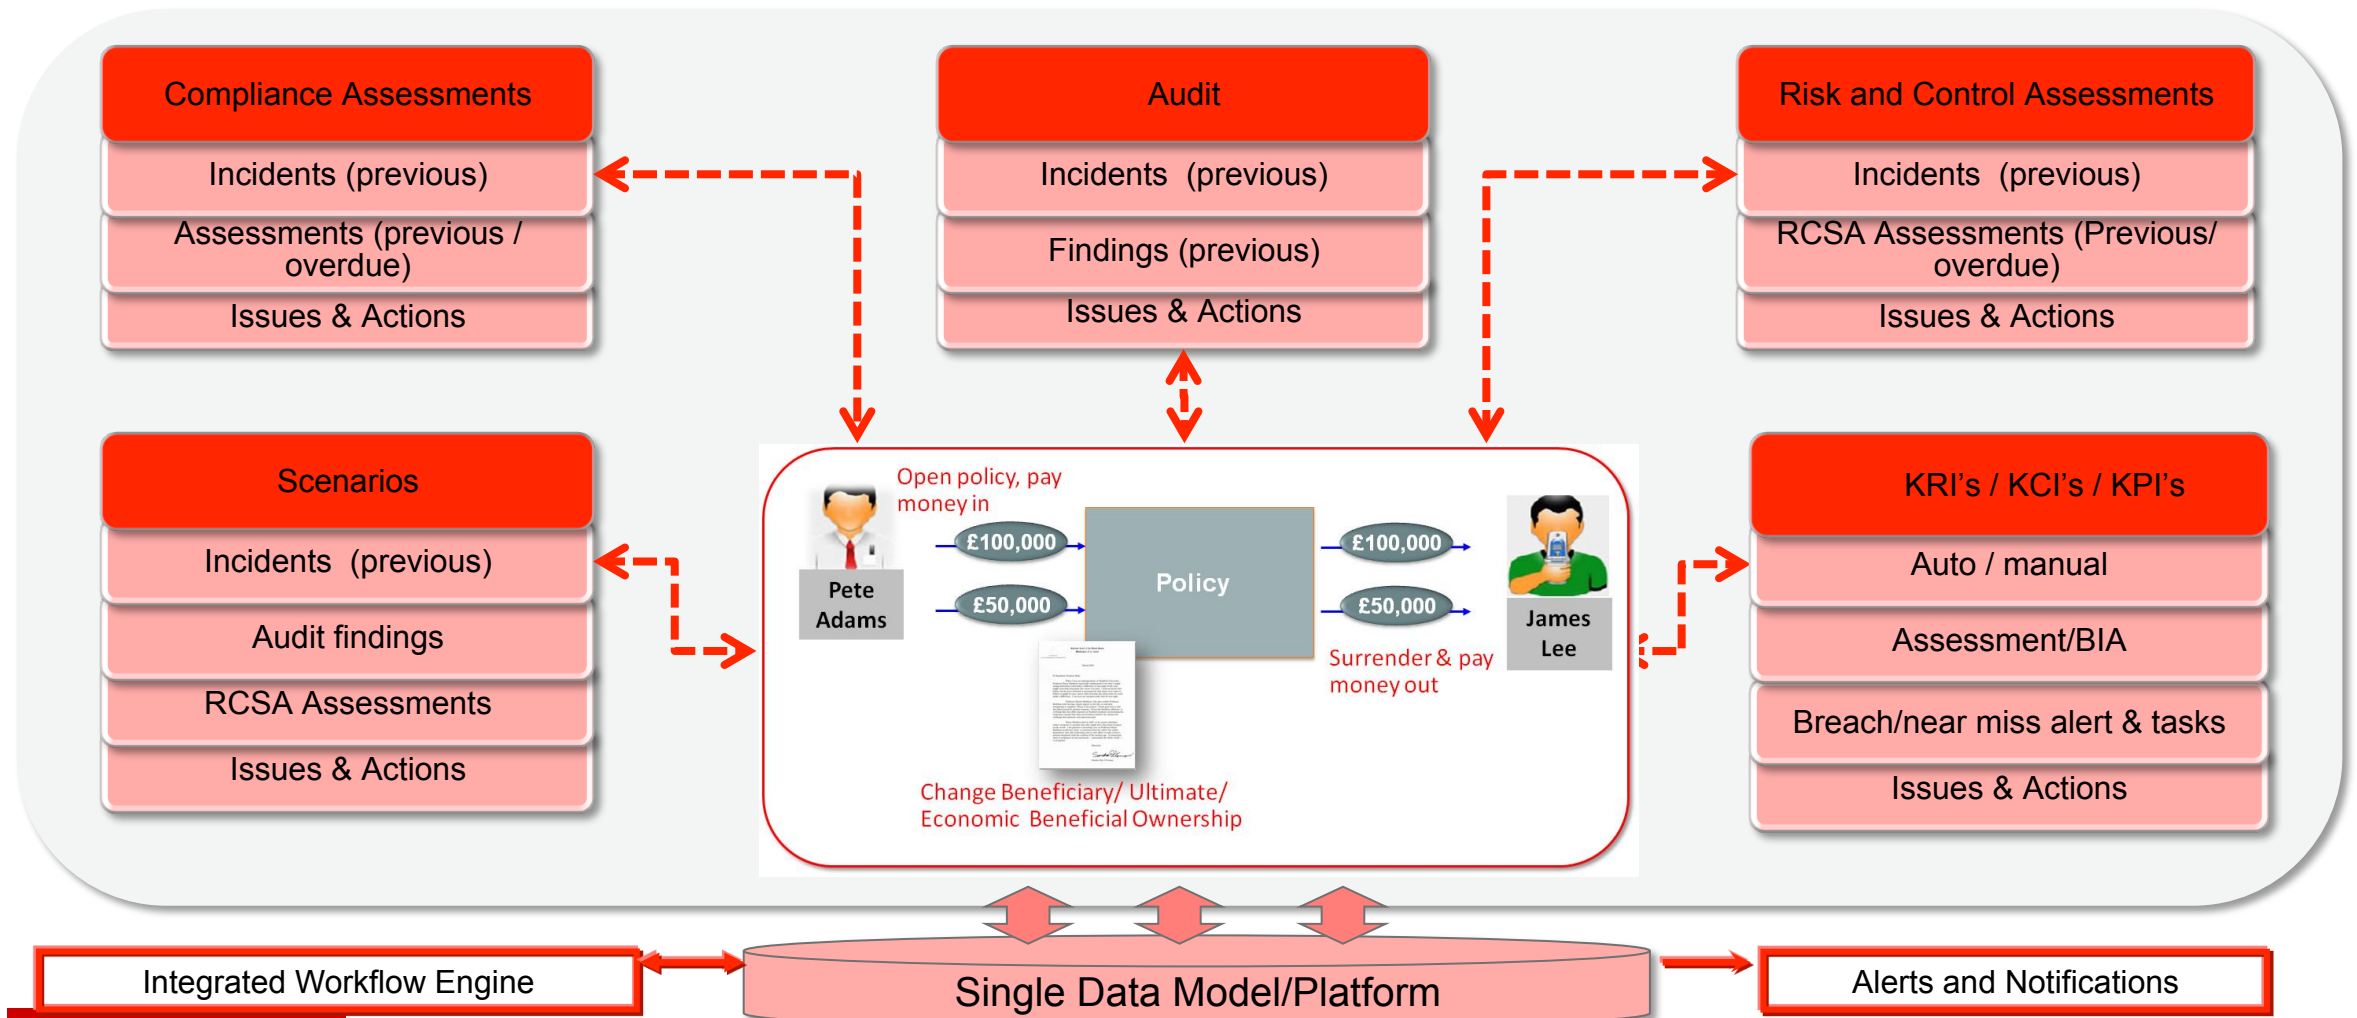 Compliance Assessments
Incidents (previous)
Assessments (previous /
overdue)
Issues & Actions
Audit
Incidents (previous)
Findings (previous)
Issues & Actions
Risk and Control Assessments
Incidents (previous)
RCSA Assessments (Previous/
overdue)
Issues & Actions
Scenarios
Incidents (previous)
Audit findings
RCSA Assessments
Issues & Actions
Open policy, pay
money in
Pete
Adams
£100,000
£50,000
Policy
£100,000
£50,000
James
Lee
Surrender & pay
money out
Change Beneficiary/ Ultimate/
Economic Beneficial Ownership
KRI's / KCI's / KPI's
Auto / manual
Assessment/BIA
Breach/near miss alert & tasks
Issues & Actions
Integrated Workflow Engine
Single Data Model/Platform
Alerts and Notifications